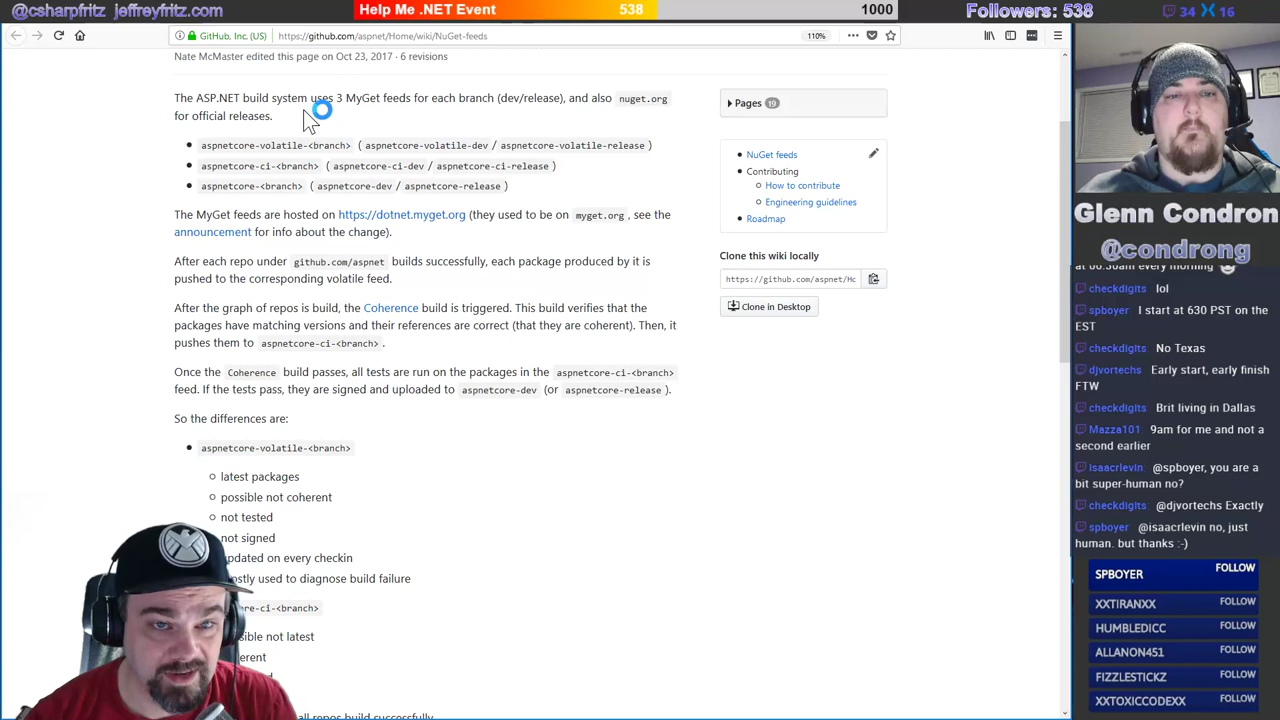 @csharpfritz jeffreyfritz.com
Help Me .NET Event 538 1000
Followers: 538
34 16
GitHub, Inc. (US)
https://github.com/aspnet/Home/wiki/NuGet-feeds
110%
Nate McMaster edited this page on Oct 23, 2017 · 6 revisions
The ASP.NET build system uses 3 MyGet feeds for each branch (dev/release), and also nuget.org
for official releases.
aspnetcore-volatile-<branch> ( aspnetcore-volatile-dev / aspnetcore-volatile-release )
aspnetcore-ci-<branch> ( aspnetcore-ci-dev / aspnetcore-ci-release )
aspnetcore-<branch> ( aspnetcore-dev / aspnetcore-release )
The MyGet feeds are hosted on https://dotnet.myget.org (they used to be on myget.org , see the
announcement for info about the change).
After each repo under github.com/aspnet builds successfully, each package produced by it is
pushed to the corresponding volatile feed.
After the graph of repos is build, the Coherence build is triggered. This build verifies that the
packages have matching versions and their references are correct (that they are coherent). Then, it
pushes them to aspnetcore-ci-<branch> .
Once the Coherence build passes, all tests are run on the packages in the aspnetcore-ci-<branch>
feed. If the tests pass, they are signed and uploaded to aspnetcore-dev (or aspnetcore-release ).
So the differences are:
aspnetcore-volatile-<branch>
latest packages
possible not coherent
not tested
not signed
updated on every checkin
mostly used to diagnose build failure
re-ci-<branch>
sible not latest
erent
all repos build successfully
Pages 19
NuGet feeds
Contributing
How to contribute
Engineering guidelines
Roadmap
Clone this wiki locally
https://github.com/aspnet/Hc
Clone in Desktop
Glenn Condron
@condrong
at 06:30am every morning
checkdigits lol
spboyer I start at 630 PST on the
EST
checkdigits No Texas
djvortechs Early start, early finish
FTW
checkdigits Brit living in Dallas
Mazza101 9am for me and not a
second earlier
isaacrlevin @spboyer, you are a
bit super-human no?
checkdigits @djvortechs Exactly
spboyer @isaacrlevin no, just
human. but thanks :-)
SPBOYER FOLLOW
XXTIRANXX FOLLOW
HUMBLEDICC FOLLOW
ALLANON451 FOLLOW
FIZZLESTICKZ FOLLOW
XXTOXICCODEXX FOLLOW